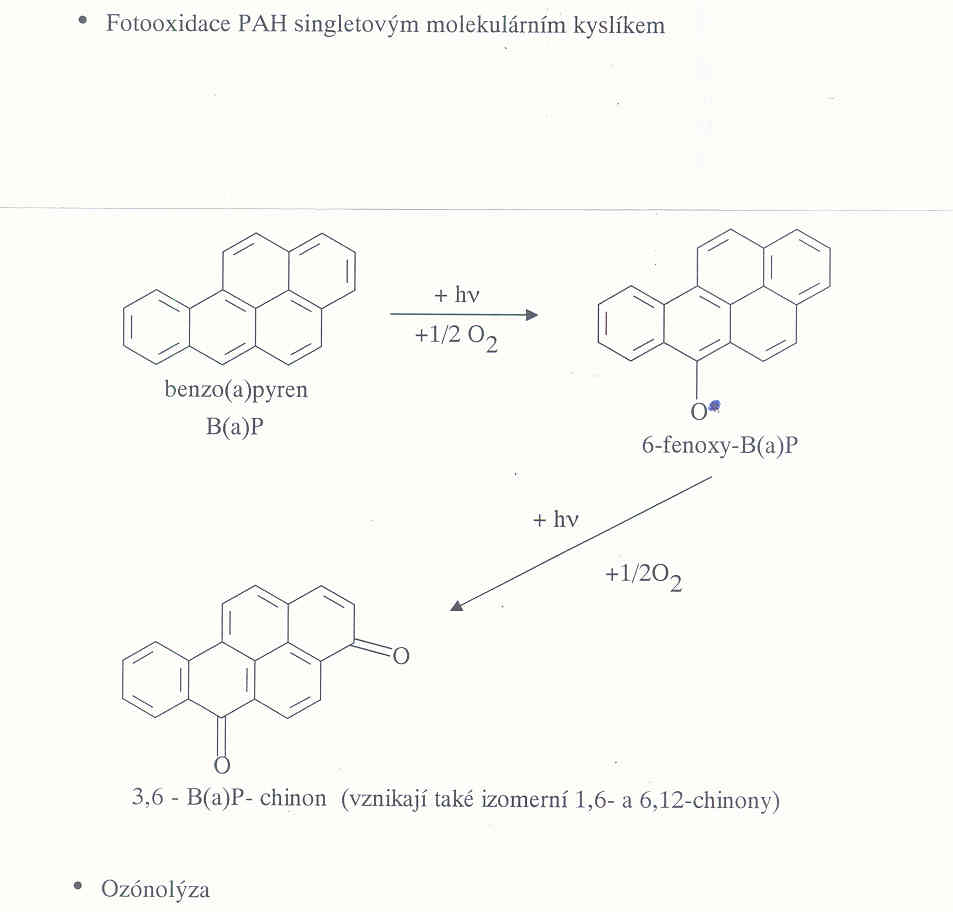 • Fotooxidace PAH singletovým molekulárním kyslíkem
+ hν
+1/2 O2
benzo(a)pyren
B(a)P
O•
6-fenoxy-B(a)P
+ hν
+1/2O2
O
O
3,6 - B(a)P- chinon (vznikají také izomerní 1,6- a 6,12-chinony)
• Ozónolýza